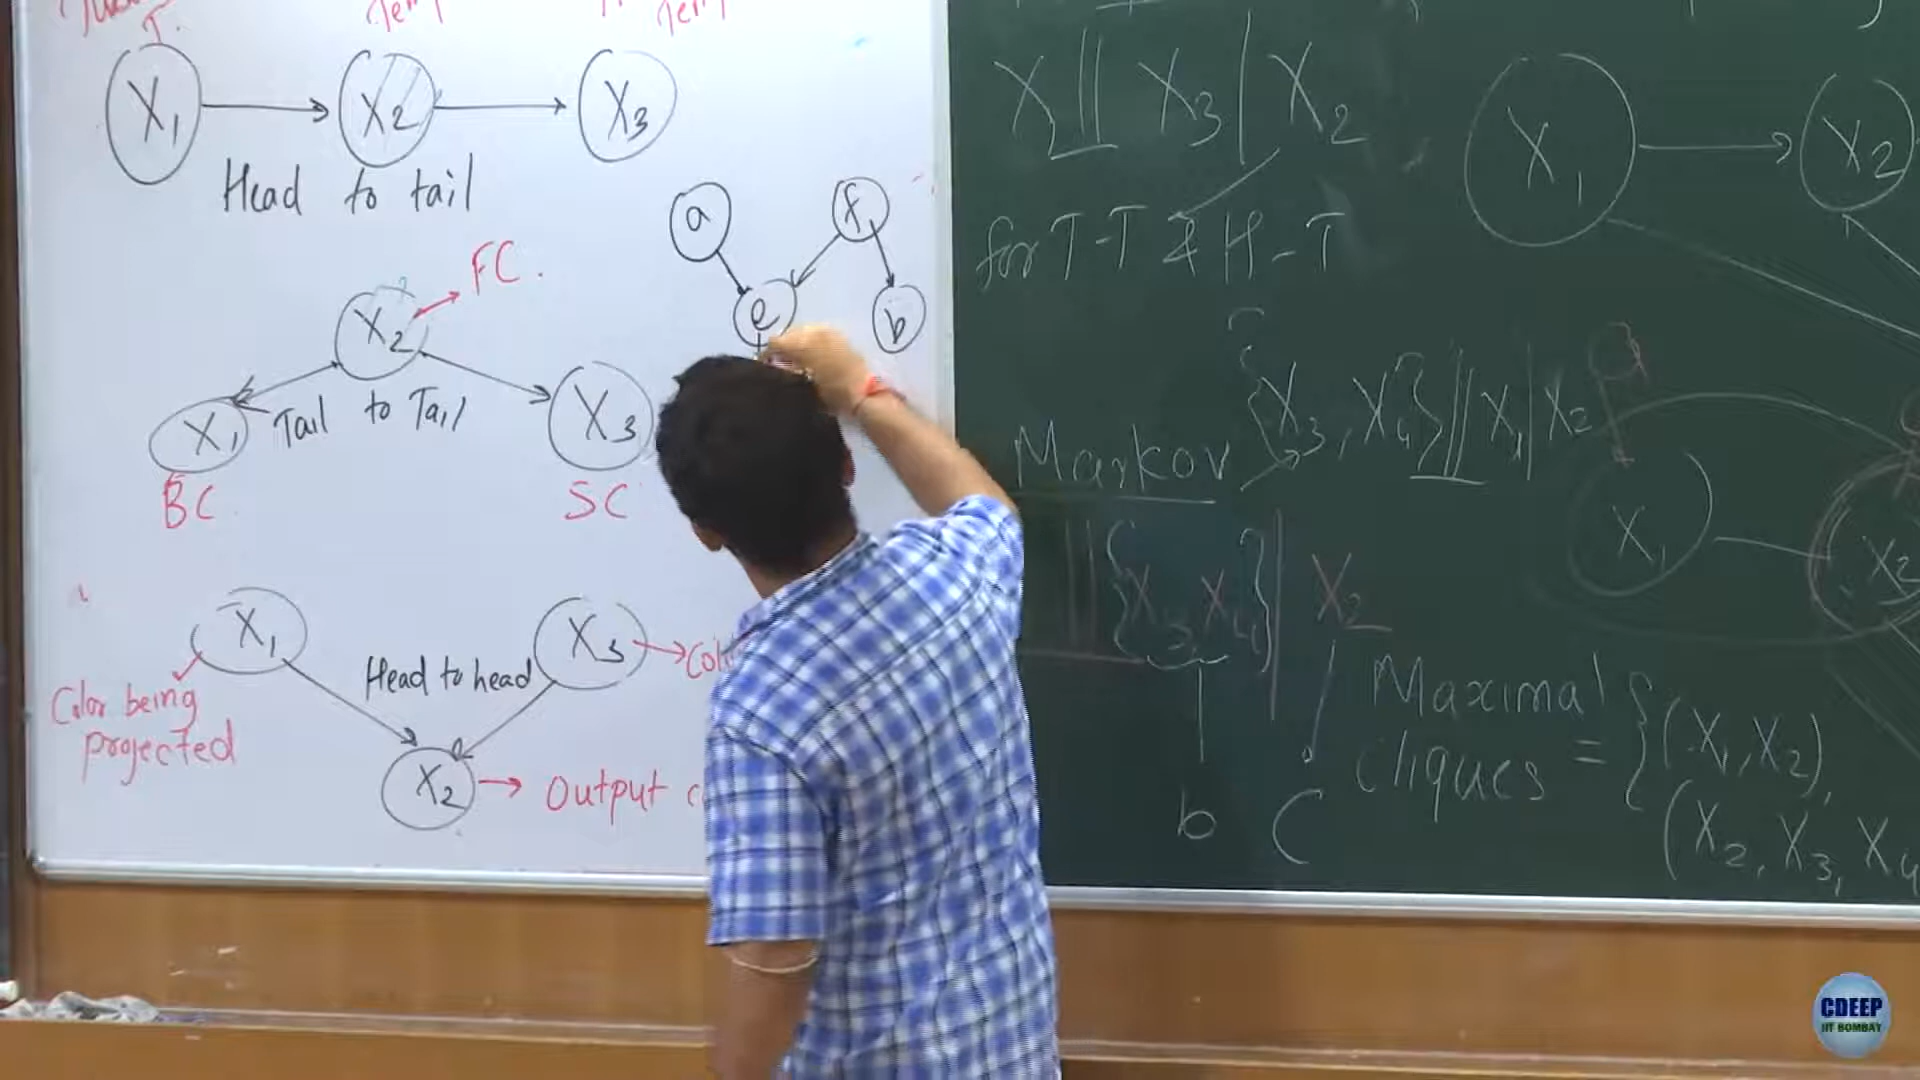 T.
X₁ X₂ X₃
Head to tail
a f
e b
X₂ FC.
Tail to Tail
X₁ X₃
BC SC
X₁ Head to head X₃
Color being
projected
X₂ Output
X₁ ⫫ X₃ | X₂
for T-T & H-T
X₁ X₂
Markov {X₃, X₄} ⫫ X₁ | X₂
⫫ {X₃ X₄} | X₂
X₁ X₂
b C
Maximal
cliques = {(X₁, X₂),
(X₂, X₃, X₄
CDEEP
IIT BOMBAY